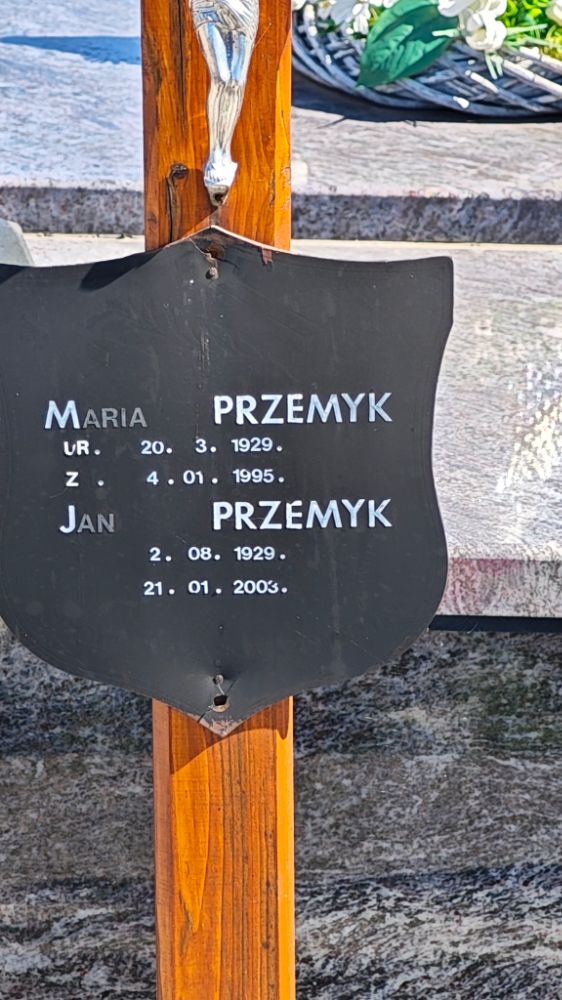 MARIA PRZEMYK
UR. 20. 3. 1929.
Z . 4.01. 1995.
JAN PRZEMYK
2. 08. 1929.
21. 01. 2003.